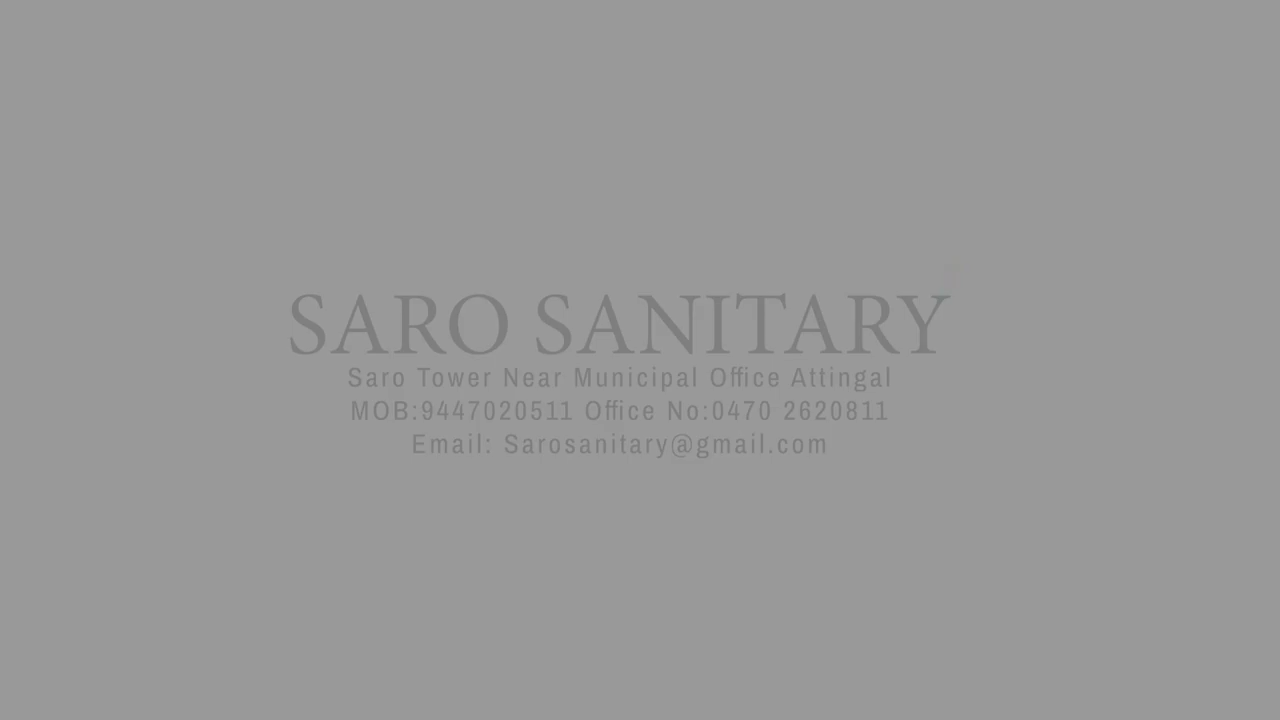 SARO SANITARY
Saro Tower Near Municipal Office Attingal
MOB:9447020511 Office No:0470 2620811
Email: Sarosanitary@gmail.com